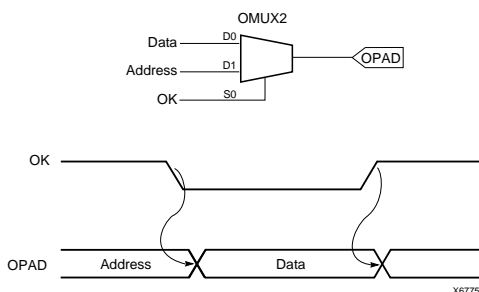 OMUX2
Data D0
Address D1
OPAD
OK S0
OK
OPAD Address Data
X6775